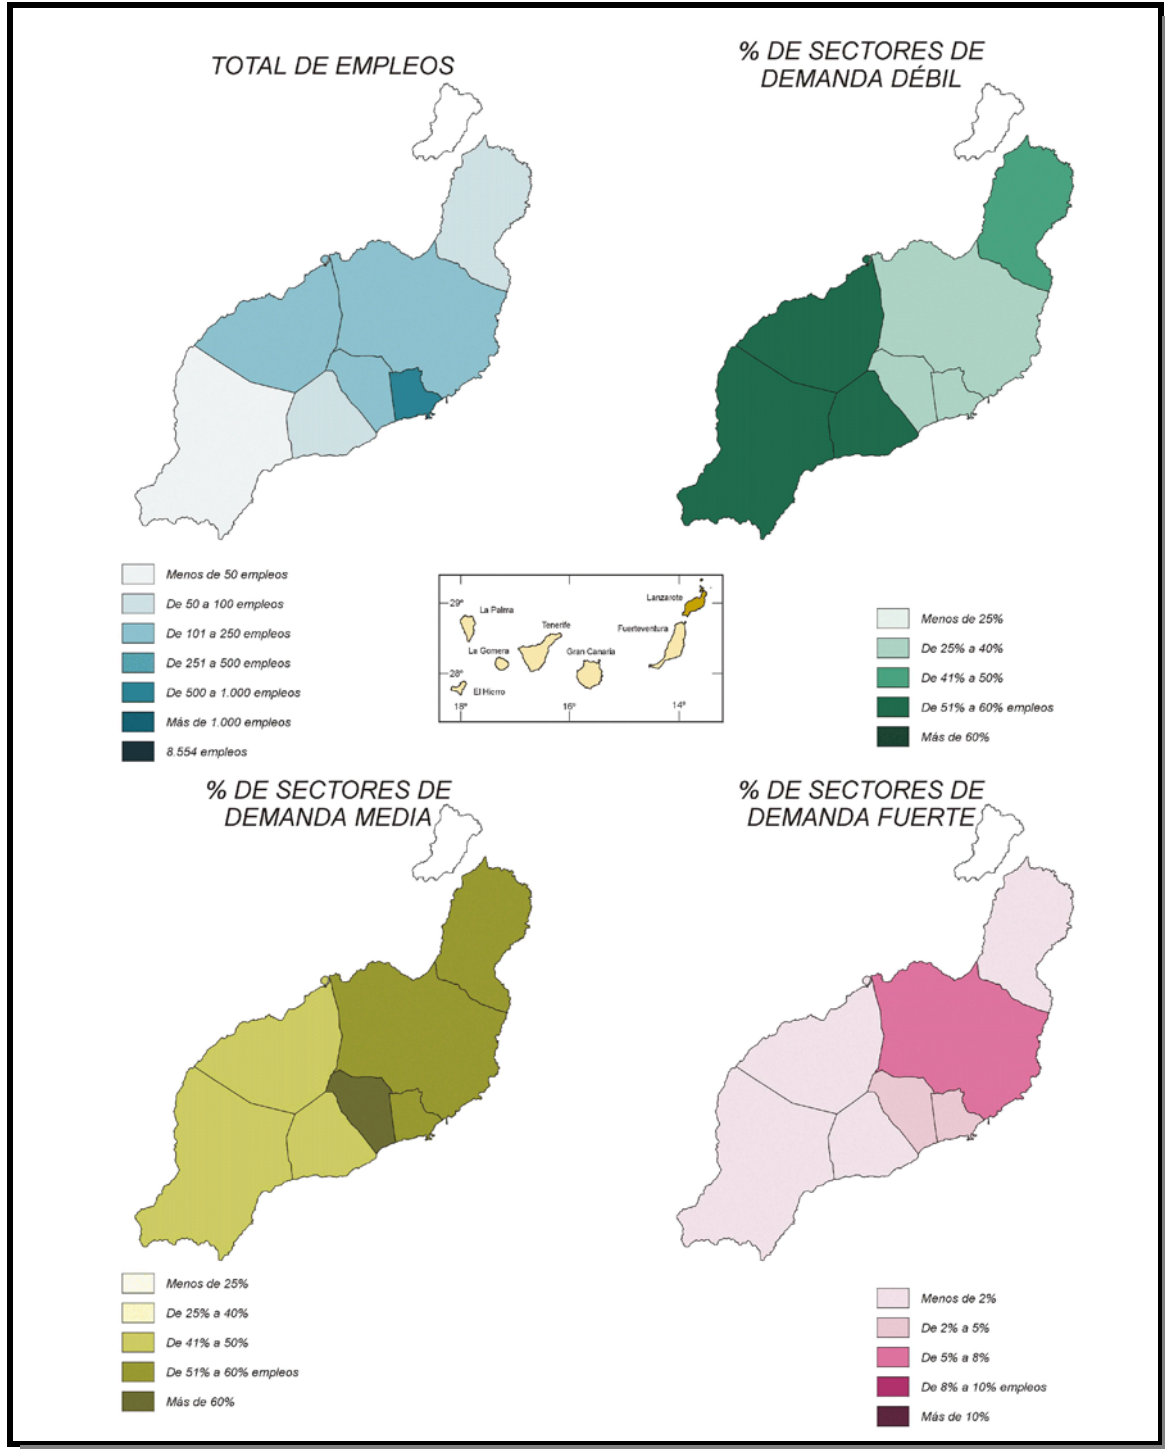 TOTAL DE EMPLEOS
% DE SECTORES DE
DEMANDA DÉBIL
Menos de 50 empleos
De 50 a 100 empleos
De 101 a 250 empleos
De 251 a 500 empleos
De 500 a 1.000 empleos
Más de 1.000 empleos
8.554 empleos
29º
28º
18º
16º
14º
La Palma
Tenerife
La Gomera
El Hierro
Gran Canaria
Lanzarote
Fuerteventura
Menos de 25%
De 25% a 40%
De 41% a 50%
De 51% a 60% empleos
Más de 60%
% DE SECTORES DE
DEMANDA MEDIA
% DE SECTORES DE
DEMANDA FUERTE
Menos de 25%
De 25% a 40%
De 41% a 50%
De 51% a 60% empleos
Más de 60%
Menos de 2%
De 2% a 5%
De 5% a 8%
De 8% a 10% empleos
Más de 10%